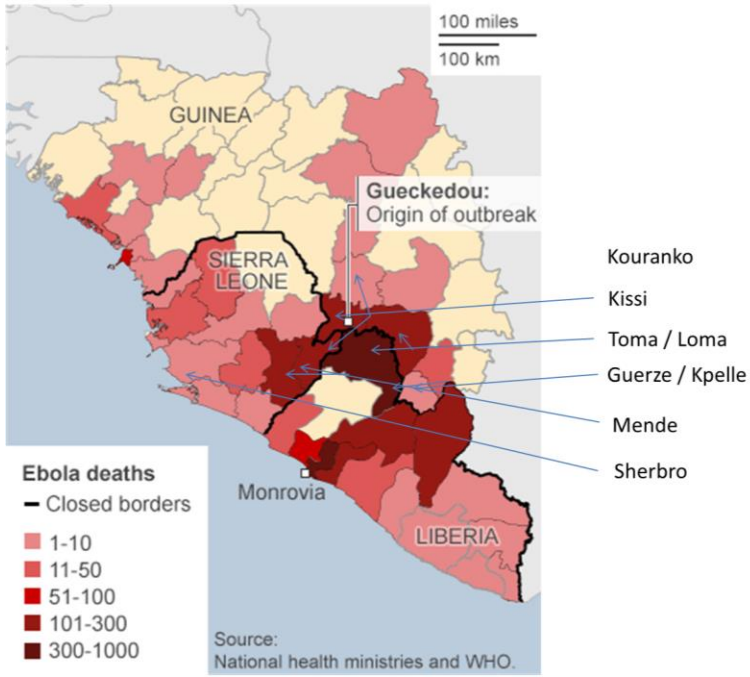 100 miles
100 km
GUINEA
Gueckedou:
Origin of outbreak
SIERRA
LEONE
Kouranko
Kissi
Toma / Loma
Guerze / Kpelle
Mende
Sherbro
Ebola deaths
Closed borders
Monrovia
1-10
LIBERIA
11-50
51-100
101-300
300-1000
Source:
National health ministries and WHO.